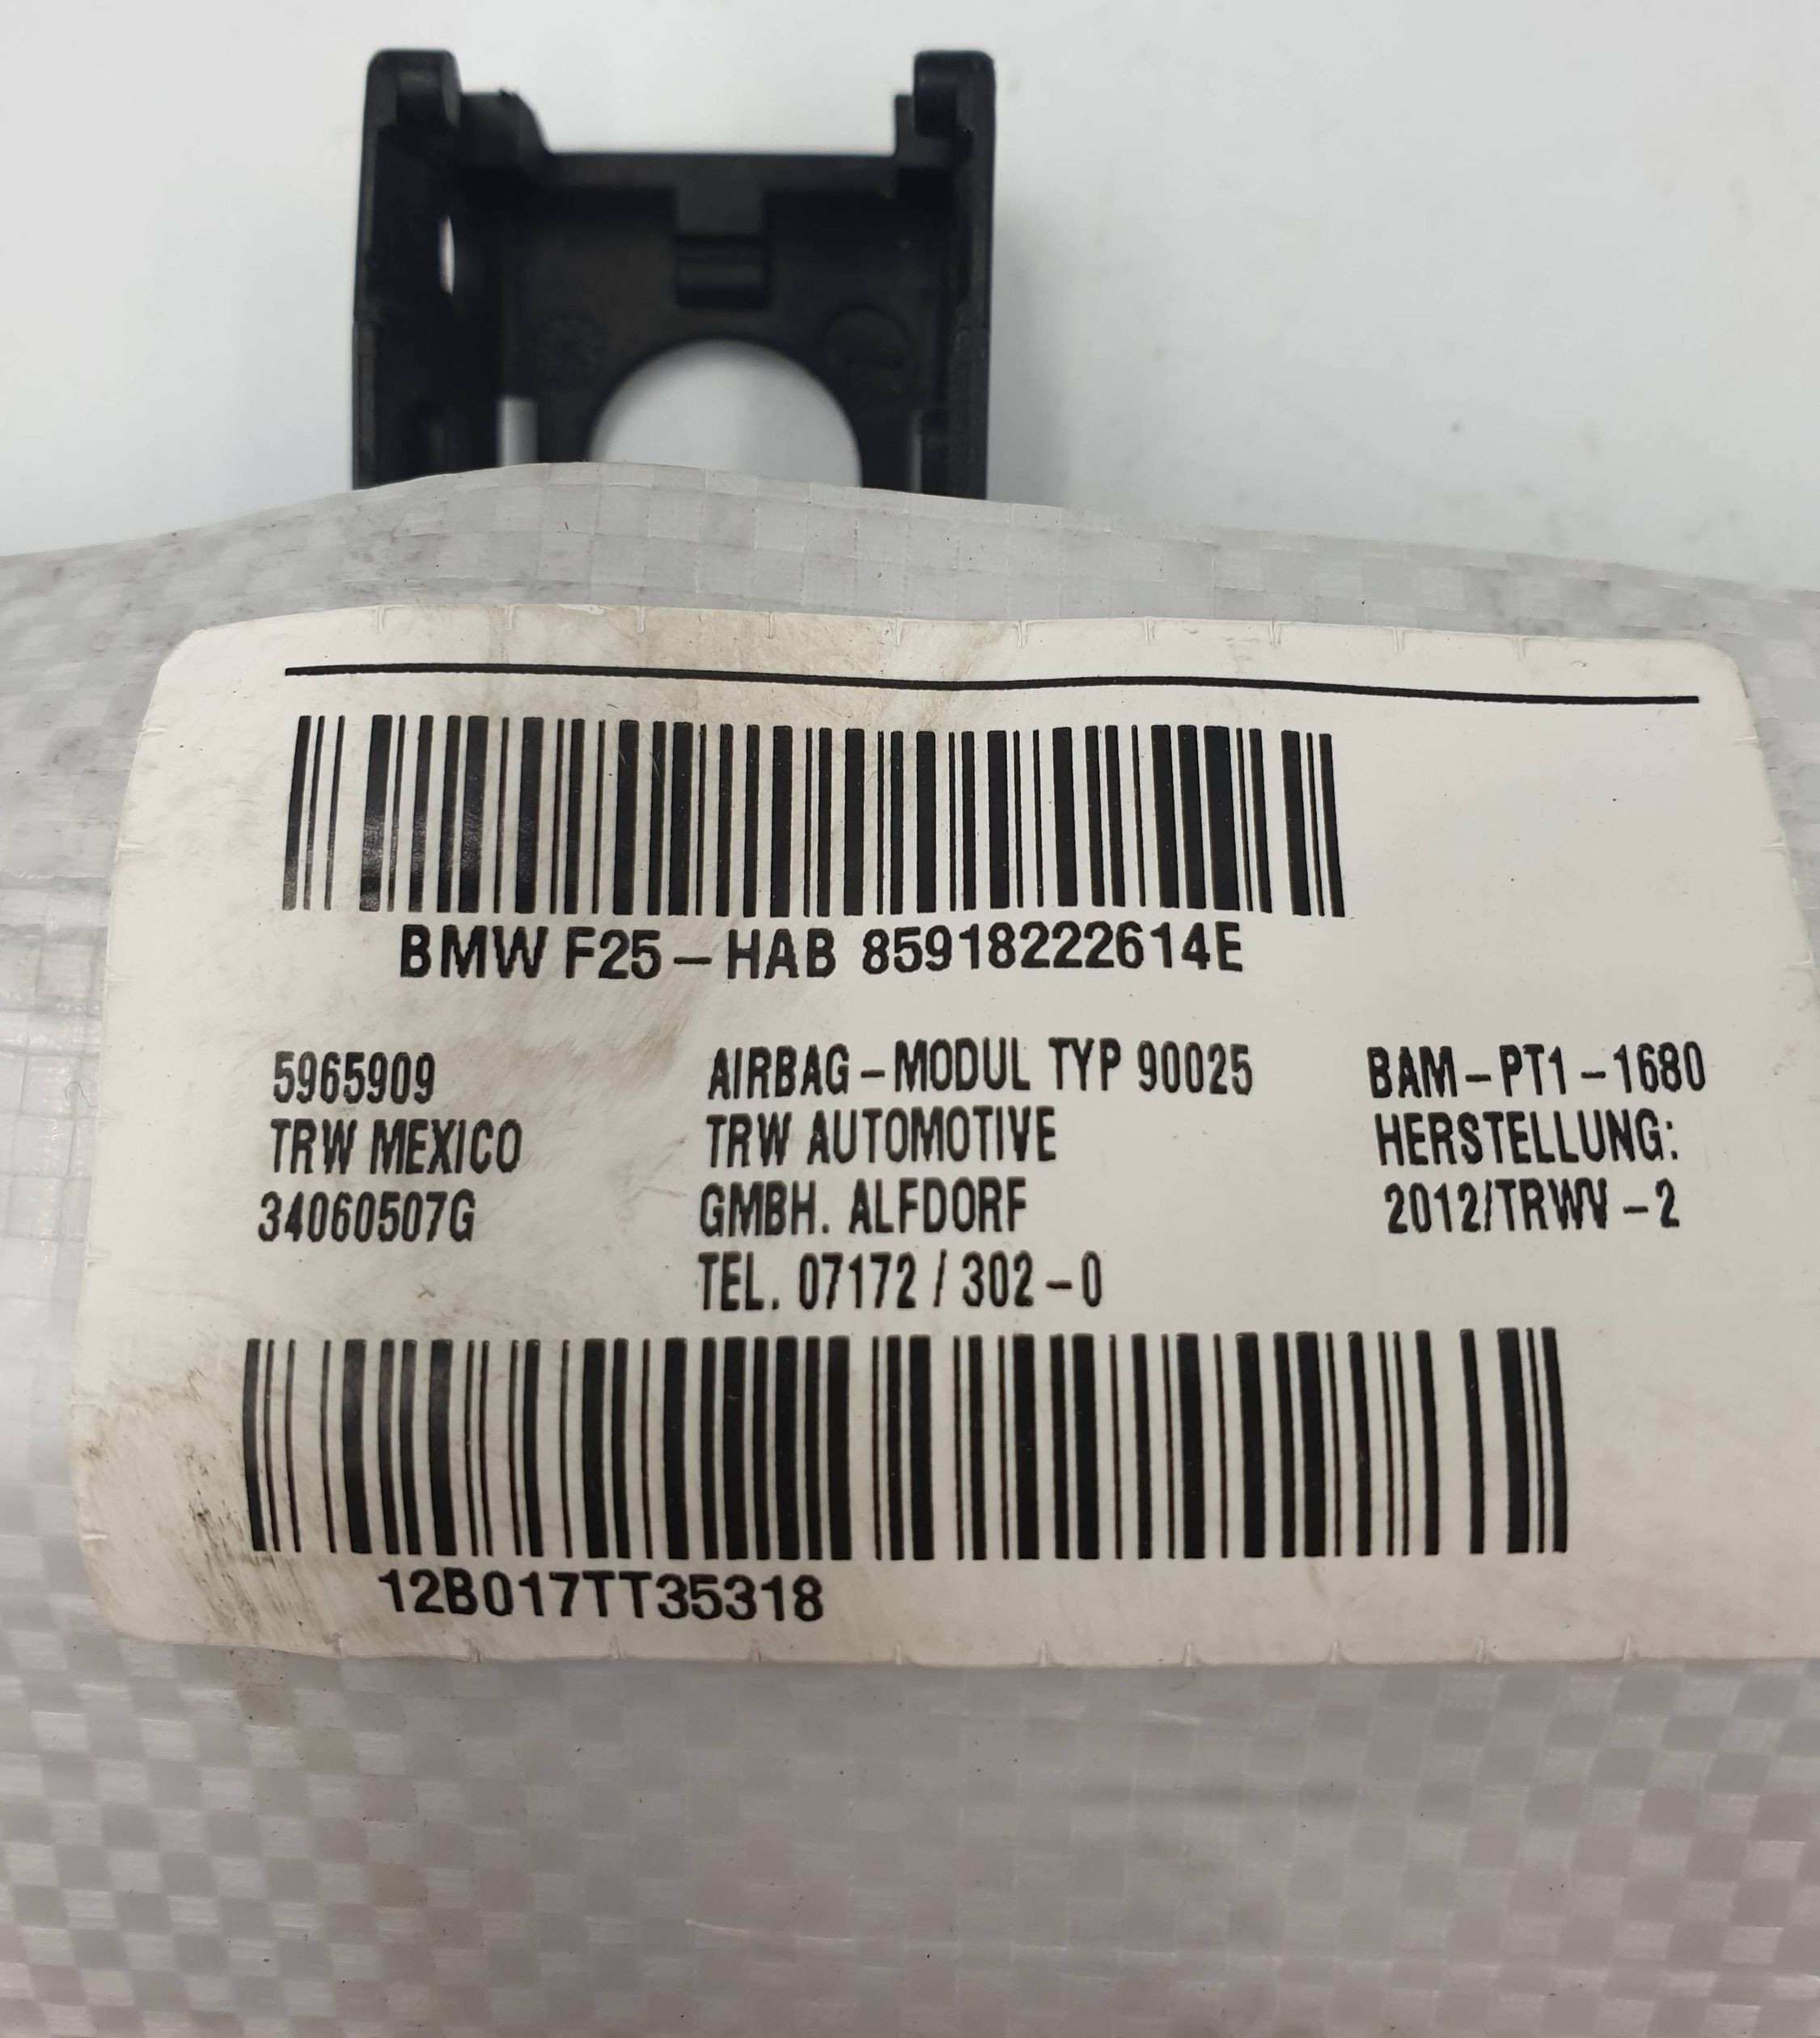 BMW F25-HAB 85918222614E
5965909
TRW MEXICO
34060507G
AIRBAG-MODUL TYP 90025
TRW AUTOMOTIVE
GMBH. ALFDORF
TEL. 07172 / 302-0
BAM-PT1-1680
HERSTELLUNG:
2012/TRWV-2
12B017TT35318